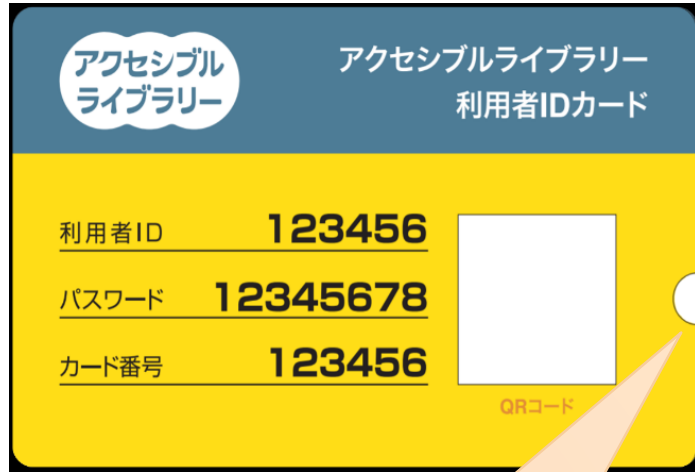 アクセシブル
ライブラリー
アクセシブルライブラリー
利用者IDカード
利用者ID 123456
パスワード 12345678
カード番号 123456
QRコード